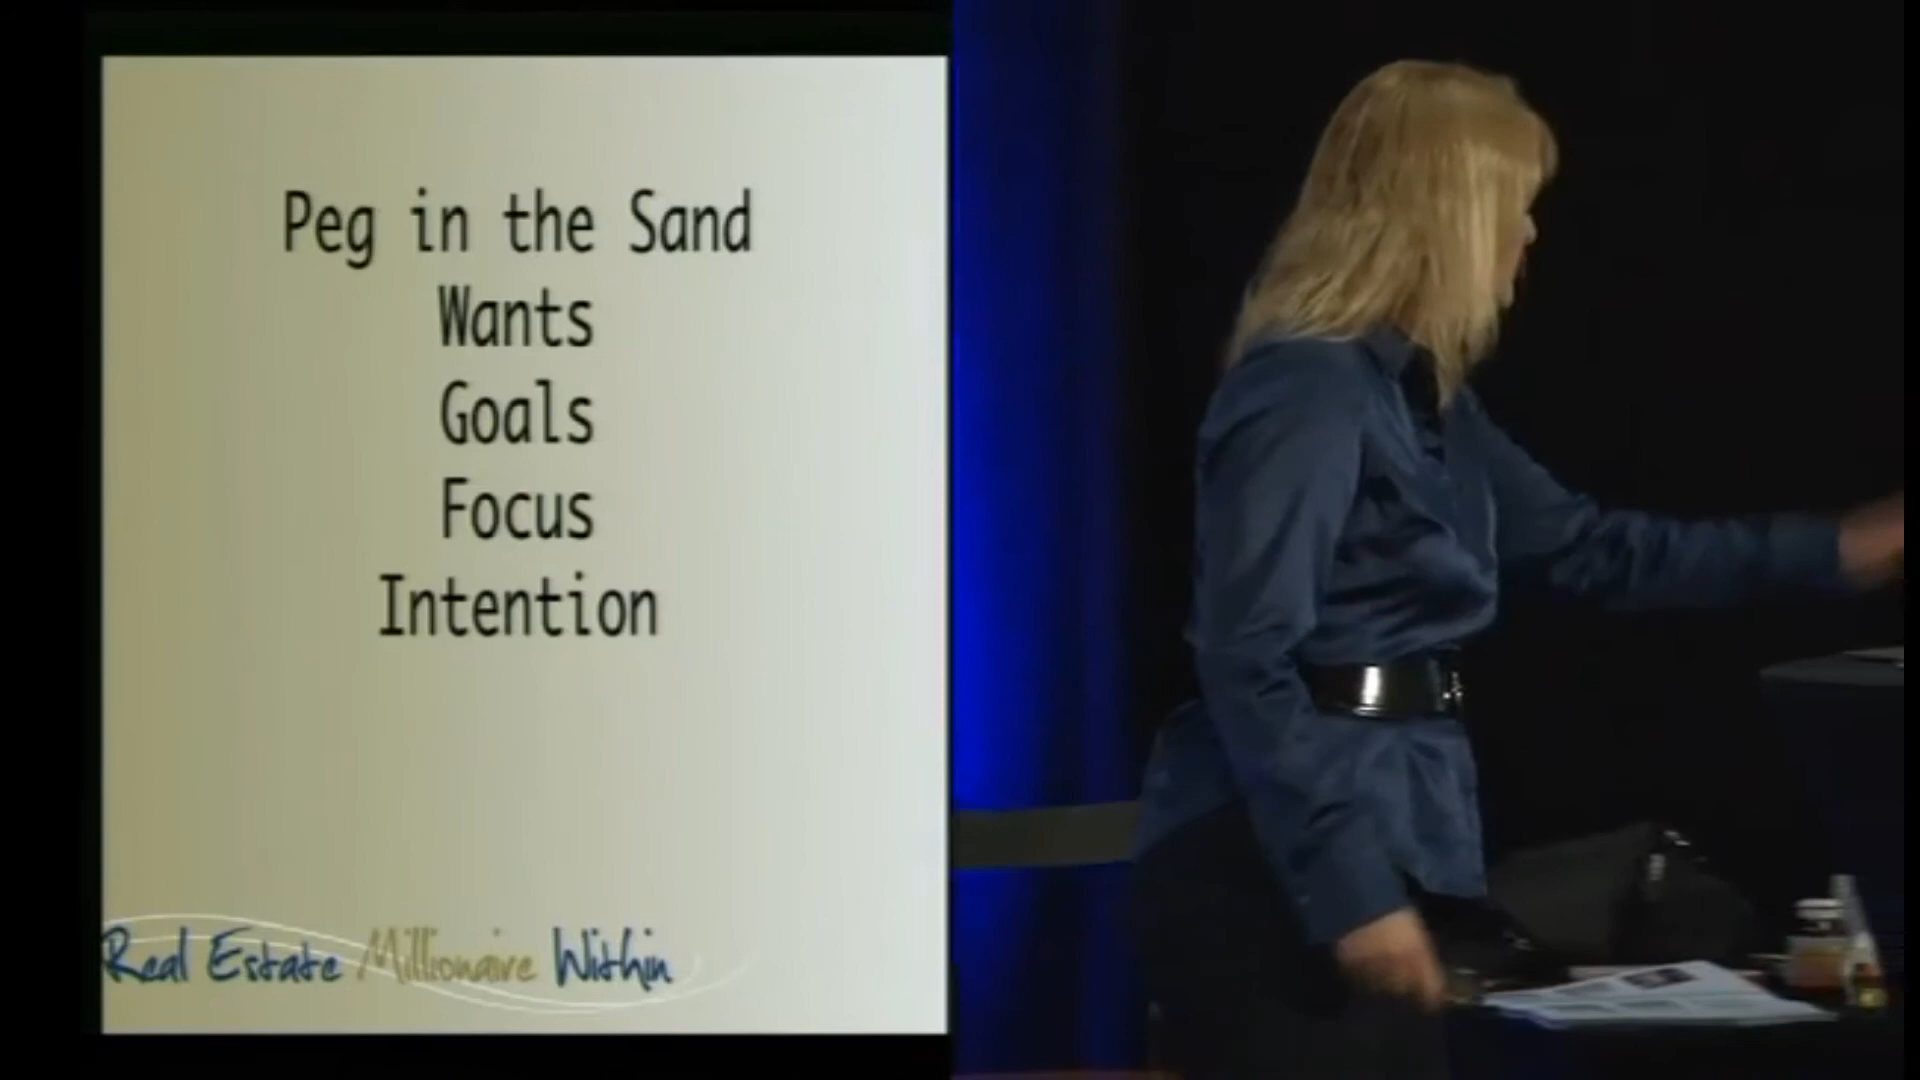 Peg in the Sand
Wants
Goals
Focus
Intention
Real Estate Millionaire Within